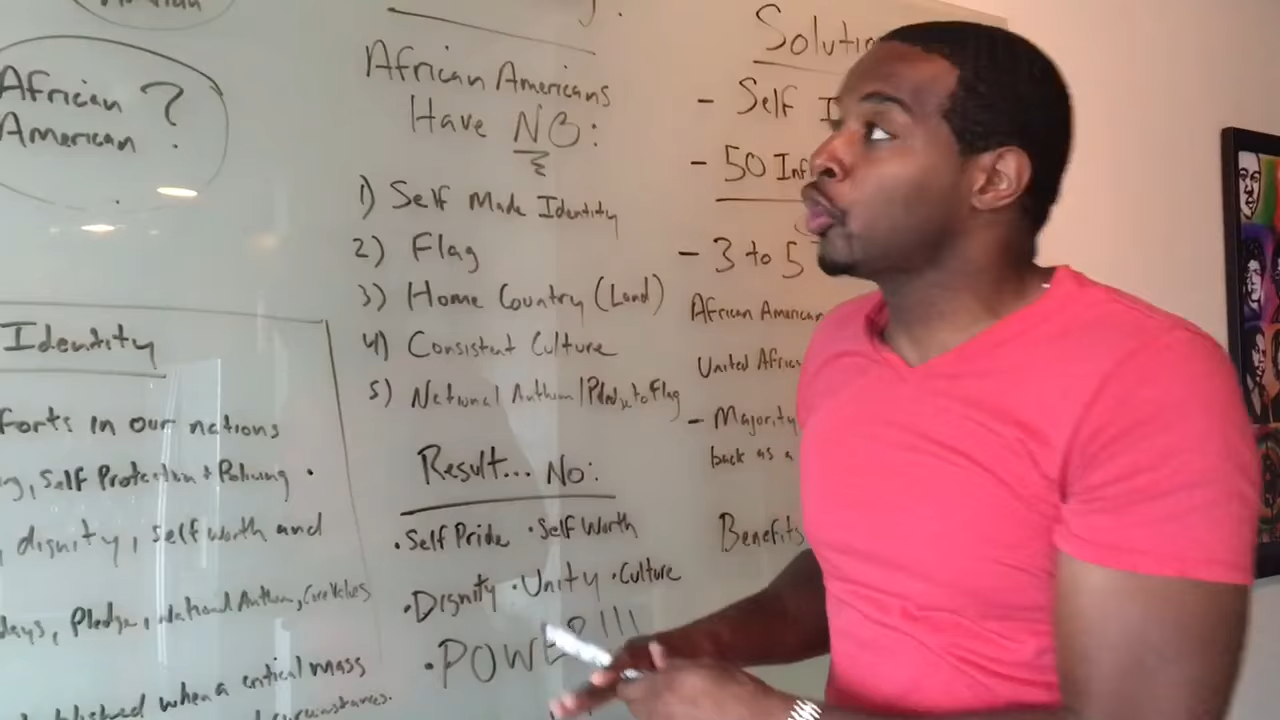 African ?
American
Identity
forts in our nations
, Self Protection + Policing .
, dignity, self worth and
days, Pledge, National Anthem, Core Values
blished when a critical mass
circumstances.
African Americans
Have NO:
1) Self Made Identity
2) Flag
3) Home Country (Land)
4) Consistent Culture
5) National Anthem/Pledge to Flag
Result... No:
• Self Pride • Self Worth
• Dignity • Unity • Culture
• POWER!!!
Solutio
- Self I
- 50 Inf
- 3 to 5
African American
United Africa
- Majority
back as a
Benefits